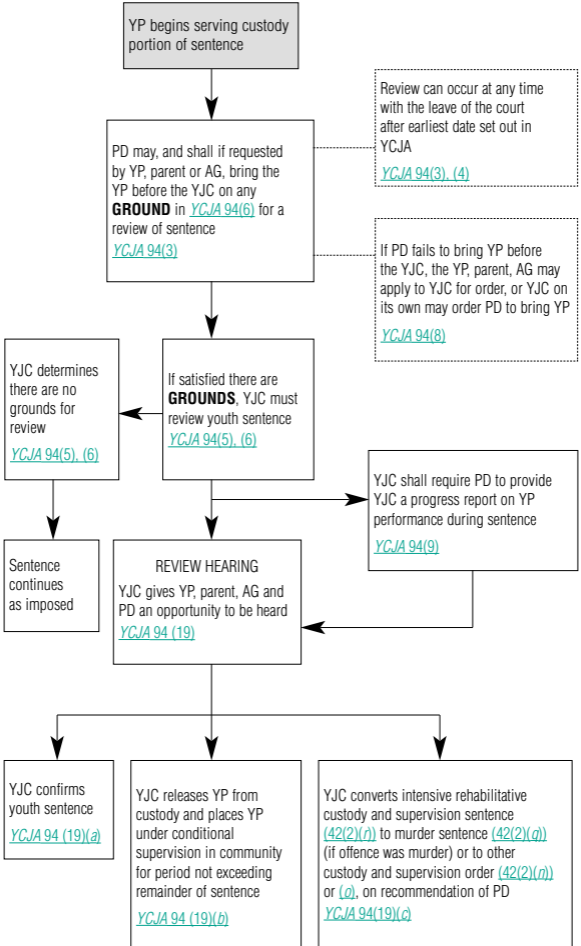 YP begins serving custody
portion of sentence
Review can occur at any time
with the leave of the court
after earliest date set out in
YCJA
YCJA 94(3), (4)
PD may, and shall if requested
by YP, parent or AG, bring the
YP before the YJC on any
GROUND in YCJA 94(6) for a
review of sentence
YCJA 94(3)
If PD fails to bring YP before
the YJC, the YP, parent, AG may
apply to YJC for order, or YJC on
its own may order PD to bring YP
YCJA 94(8)
YJC determines
there are no
grounds for
review
YCJA 94(5), (6)
If satisfied there are
GROUNDS, YJC must
review youth sentence
YCJA 94(5), (6)
YJC shall require PD to provide
YJC a progress report on YP
performance during sentence
YCJA 94(9)
Sentence
continues
as imposed
REVIEW HEARING
YJC gives YP, parent, AG and
PD an opportunity to be heard
YCJA 94 (19)
YJC confirms
youth sentence
YCJA 94 (19)(a)
YJC releases YP from
custody and places YP
under conditional
supervision in community
for period not exceeding
remainder of sentence
YCJA 94 (19)(b)
YJC converts intensive rehabilitative
custody and supervision sentence
(42(2)(r)) to murder sentence (42(2)(q))
(if offence was murder) or to other
custody and supervision order (42(2)(n))
or (o), on recommendation of PD
YCJA 94(19)(c)